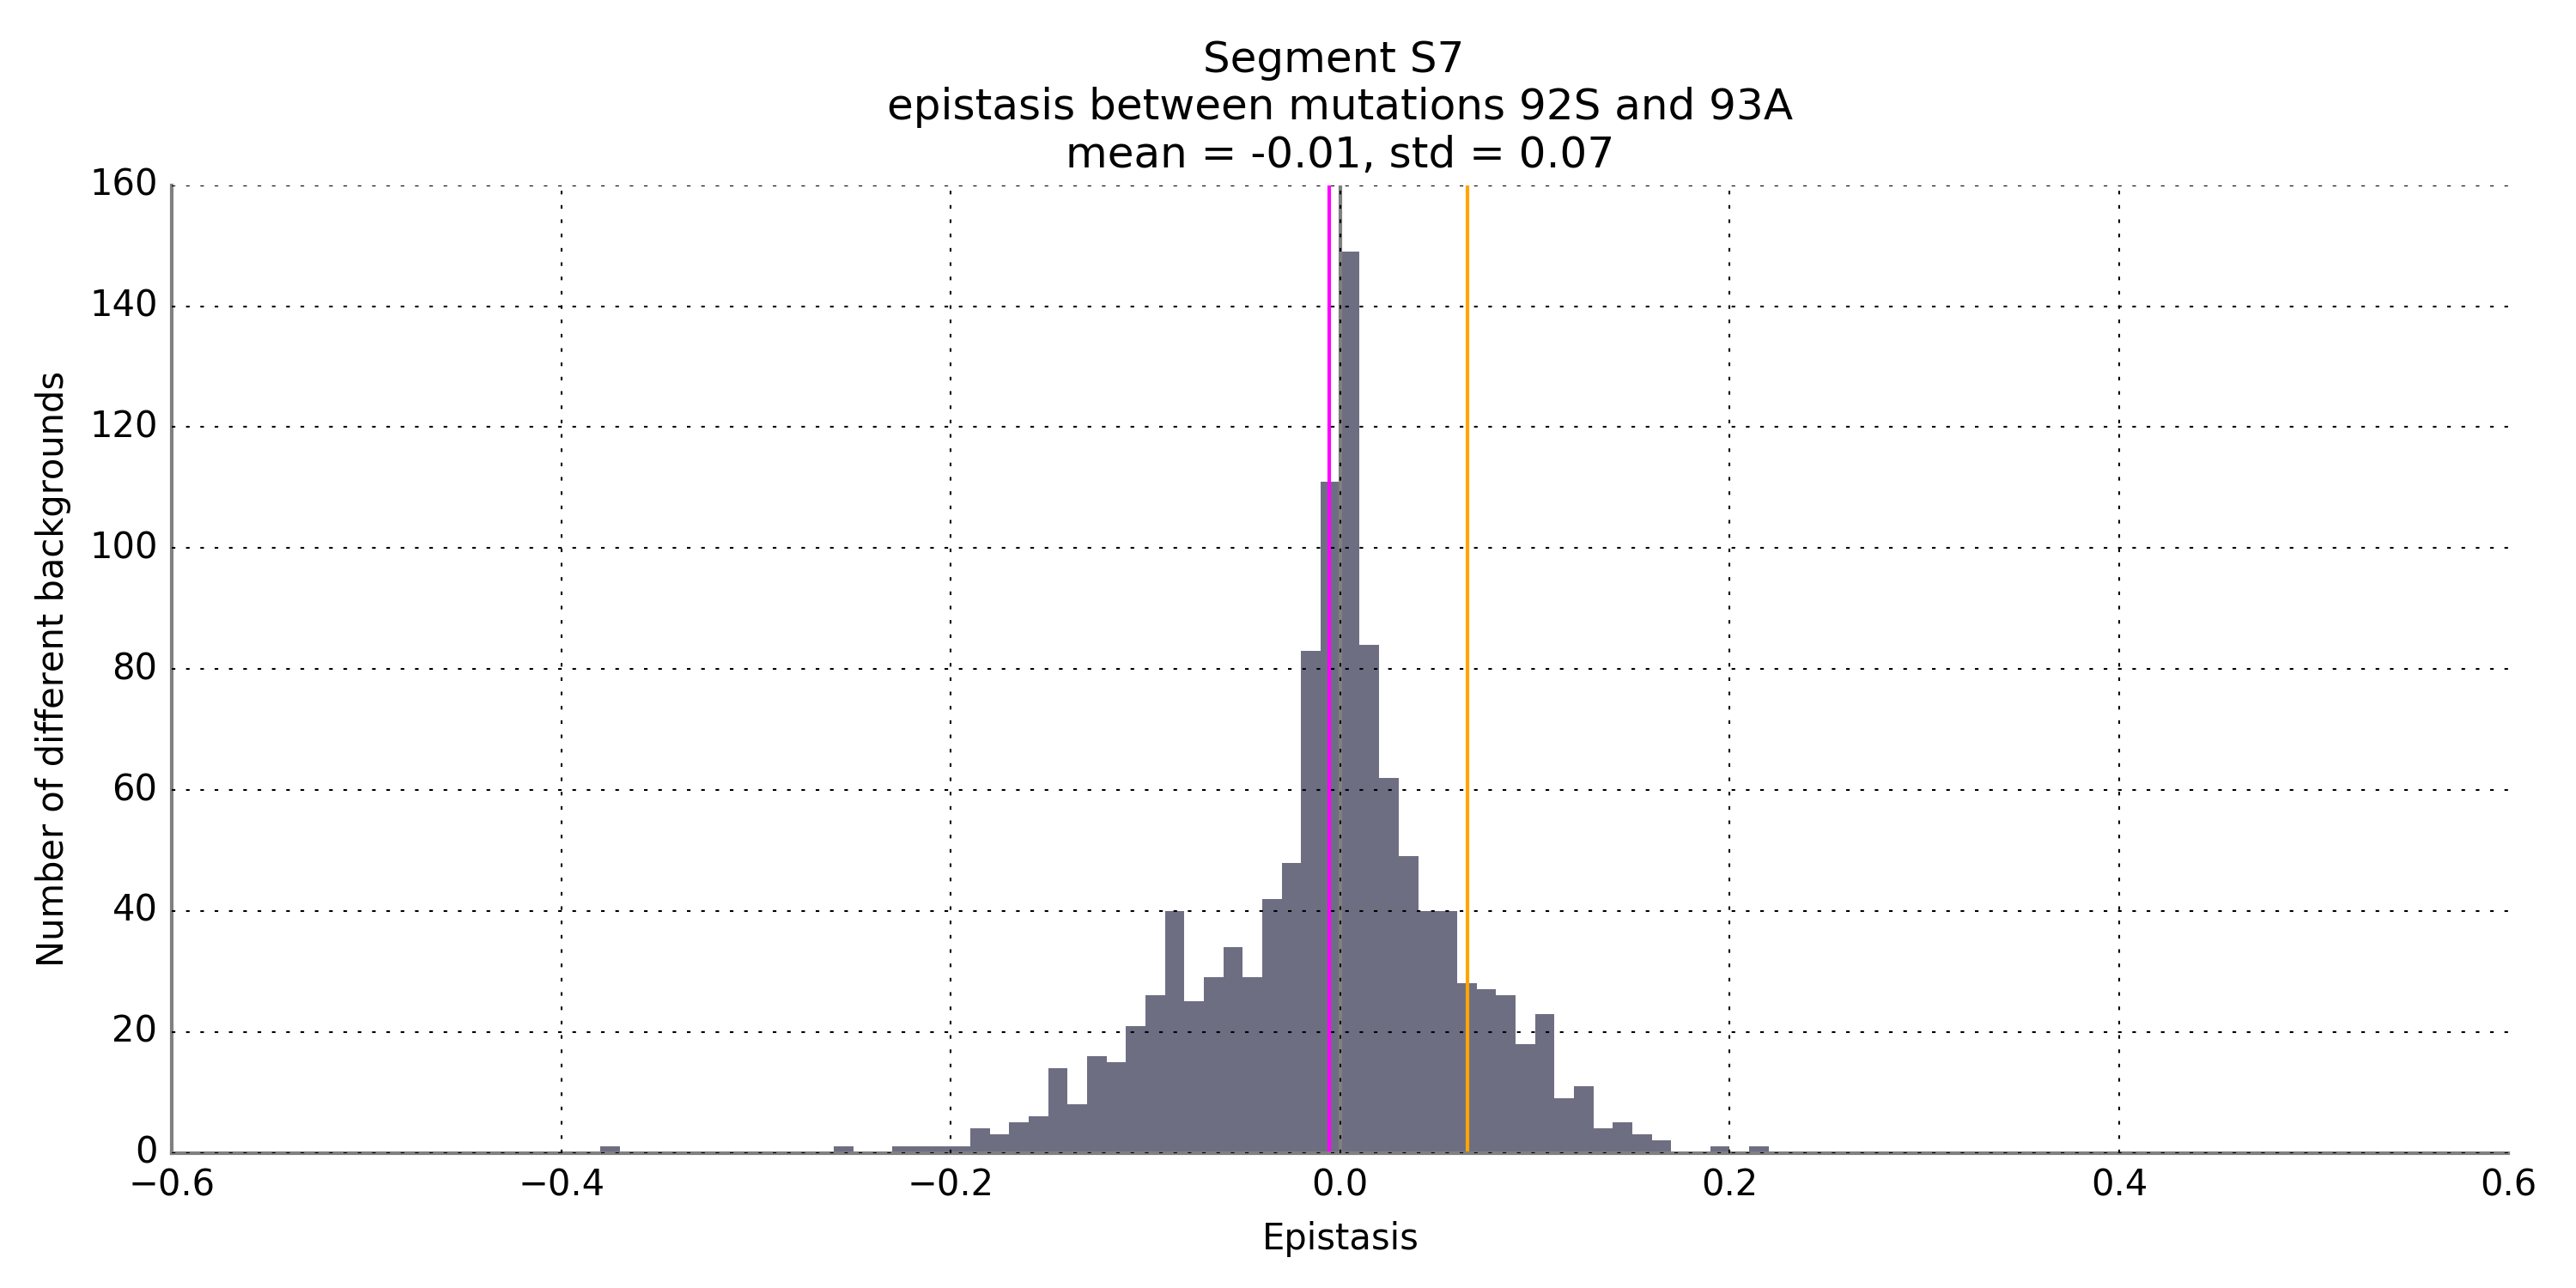 Segment S7
epistasis between mutations 92S and 93A
mean = -0.01, std = 0.07
160
140
120
100
80
60
40
20
0
Number of different backgrounds
−0.6 −0.4 −0.2 0.0 0.2 0.4 0.6
Epistasis